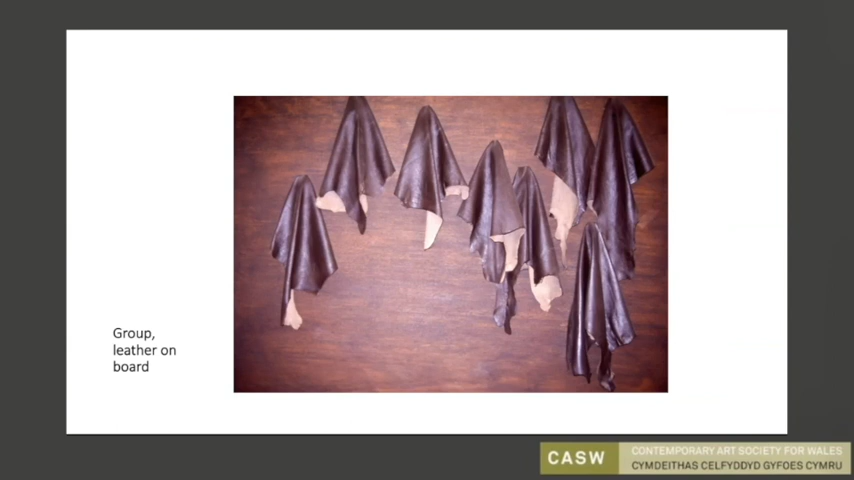 Group,
leather on
board
CASW
CONTEMPORARY ART SOCIETY FOR WALES
CYMDEITHAS CELFYDDYD GYFOES CYMRU